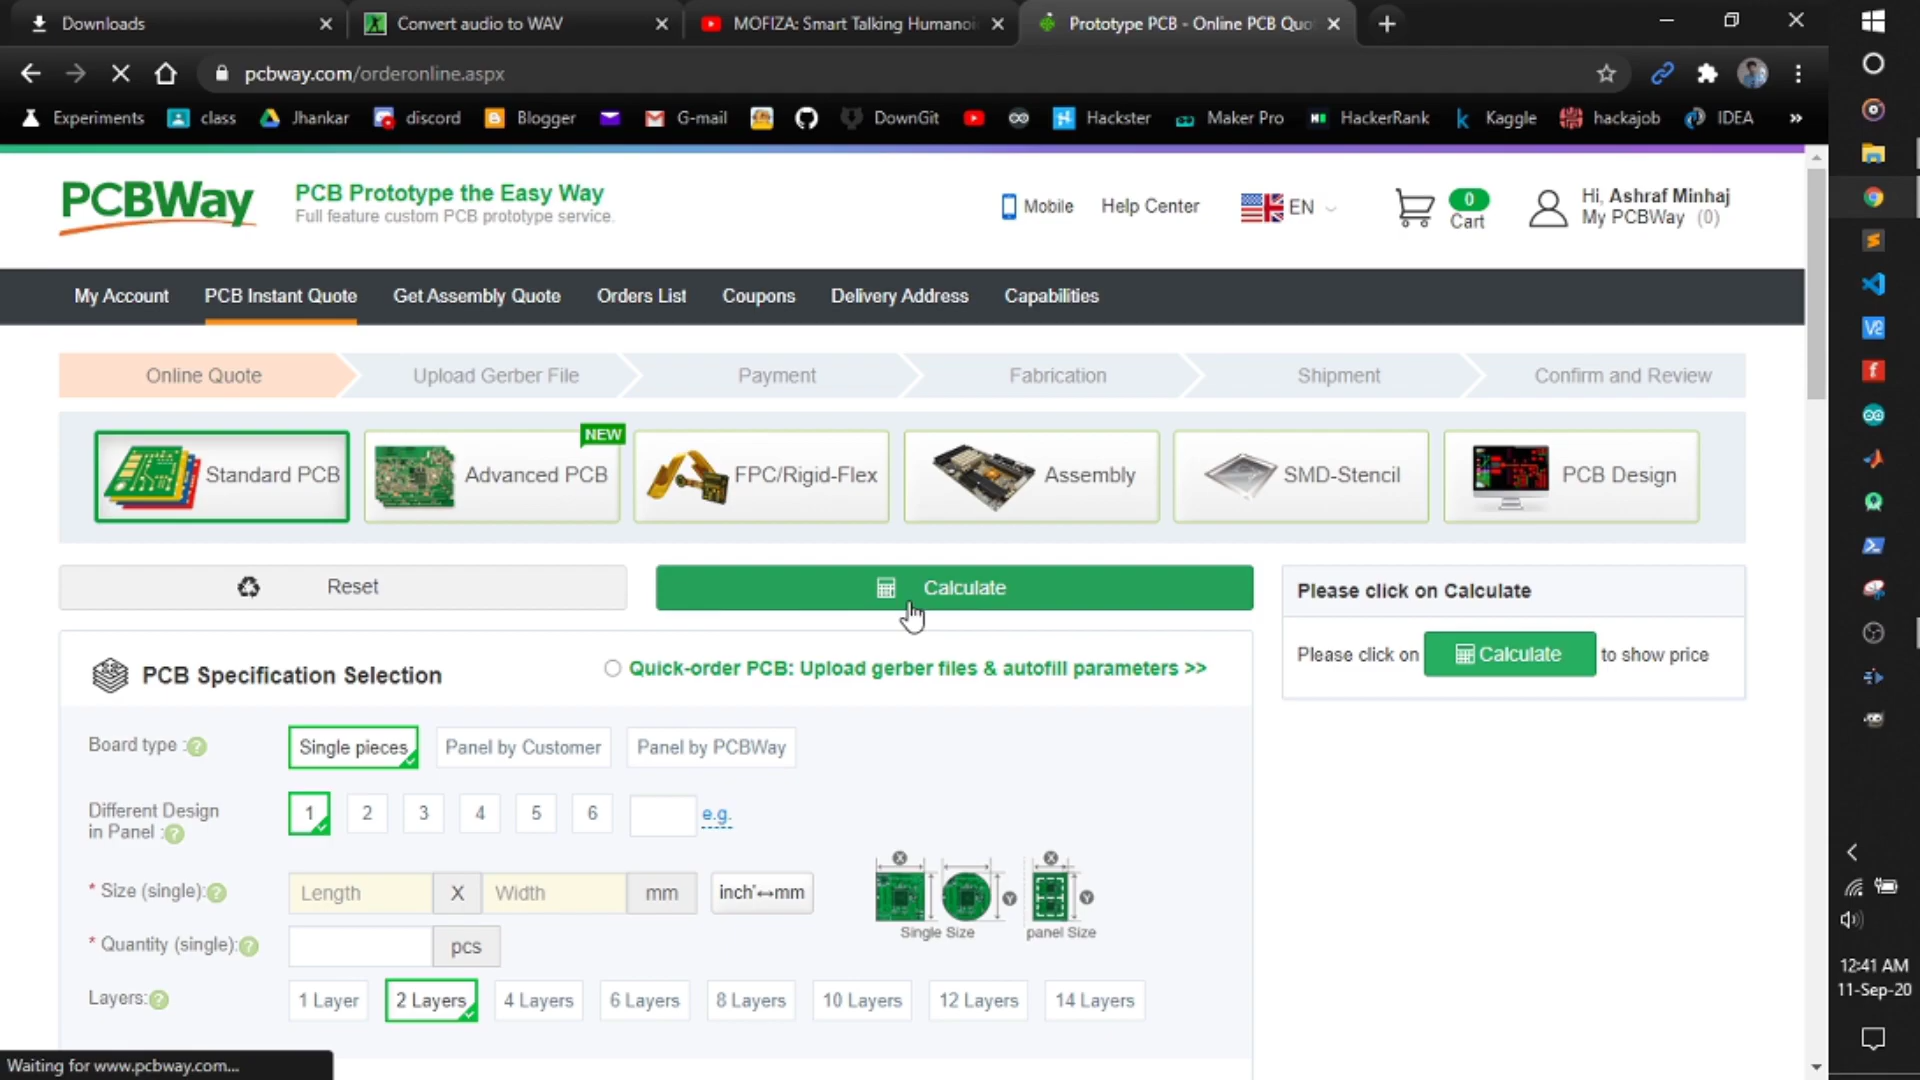 Downloads
Convert audio to WAV
MOFIZA: Smart Talking Humanoi
Prototype PCB - Online PCB Quo
pcbway.com/orderonline.aspx
Experiments class Jhankar discord Blogger G-mail DownGit Hackster Maker Pro HackerRank Kaggle hackajob IDEA »
PCBWay
PCB Prototype the Easy Way
Full feature custom PCB prototype service.
Mobile
Help Center
EN
0
Cart
Hi, Ashraf Minhaj
My PCBWay (0)
My Account PCB Instant Quote Get Assembly Quote Orders List Coupons Delivery Address Capabilities
Online Quote Upload Gerber File Payment Fabrication Shipment Confirm and Review
NEW
Standard PCB Advanced PCB FPC/Rigid-Flex Assembly SMD-Stencil PCB Design
Reset
Calculate
Please click on Calculate
Please click on Calculate to show price
PCB Specification Selection
Quick-order PCB: Upload gerber files & autofill parameters >>
Board type :? Single pieces Panel by Customer Panel by PCBWay
Different Design
in Panel :? 1 2 3 4 5 6 e.g.
* Size (single):? Length X Width mm inch↔mm
X X
Y Y
Single Size panel Size
* Quantity (single):? pcs
Layers:? 1 Layer 2 Layers 4 Layers 6 Layers 8 Layers 10 Layers 12 Layers 14 Layers
Waiting for www.pcbway.com...
12:41 AM
11-Sep-20